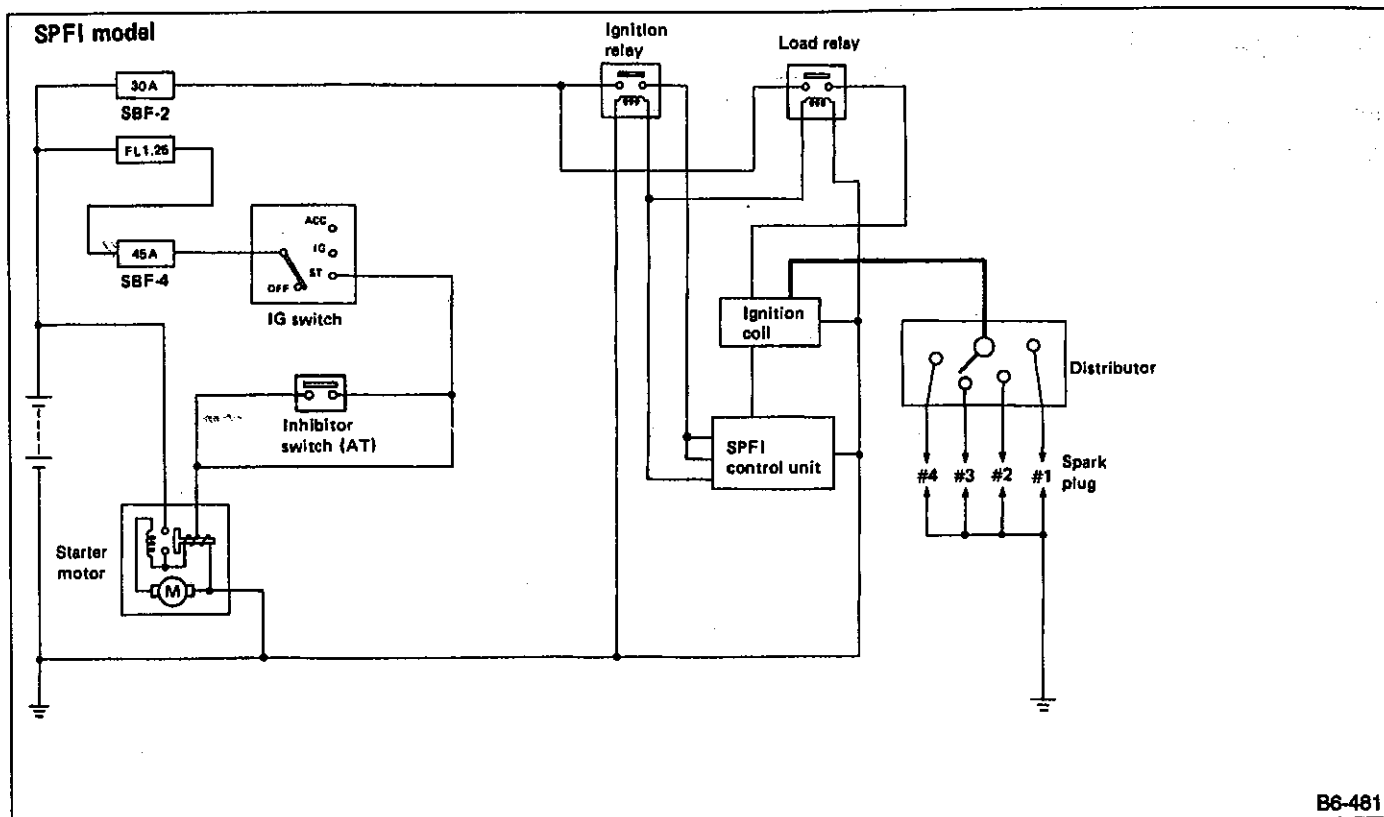 SPFI model
Ignition
relay
Load relay
30A
SBF-2
FL1.25
45A
SBF-4
ACC
IG
ST
OFF
IG switch
Ignition
coil
Distributor
Inhibitor
switch (AT)
SPFI
control unit
#4
#3
#2
#1
Spark
plug
Starter
motor
M
B6-481